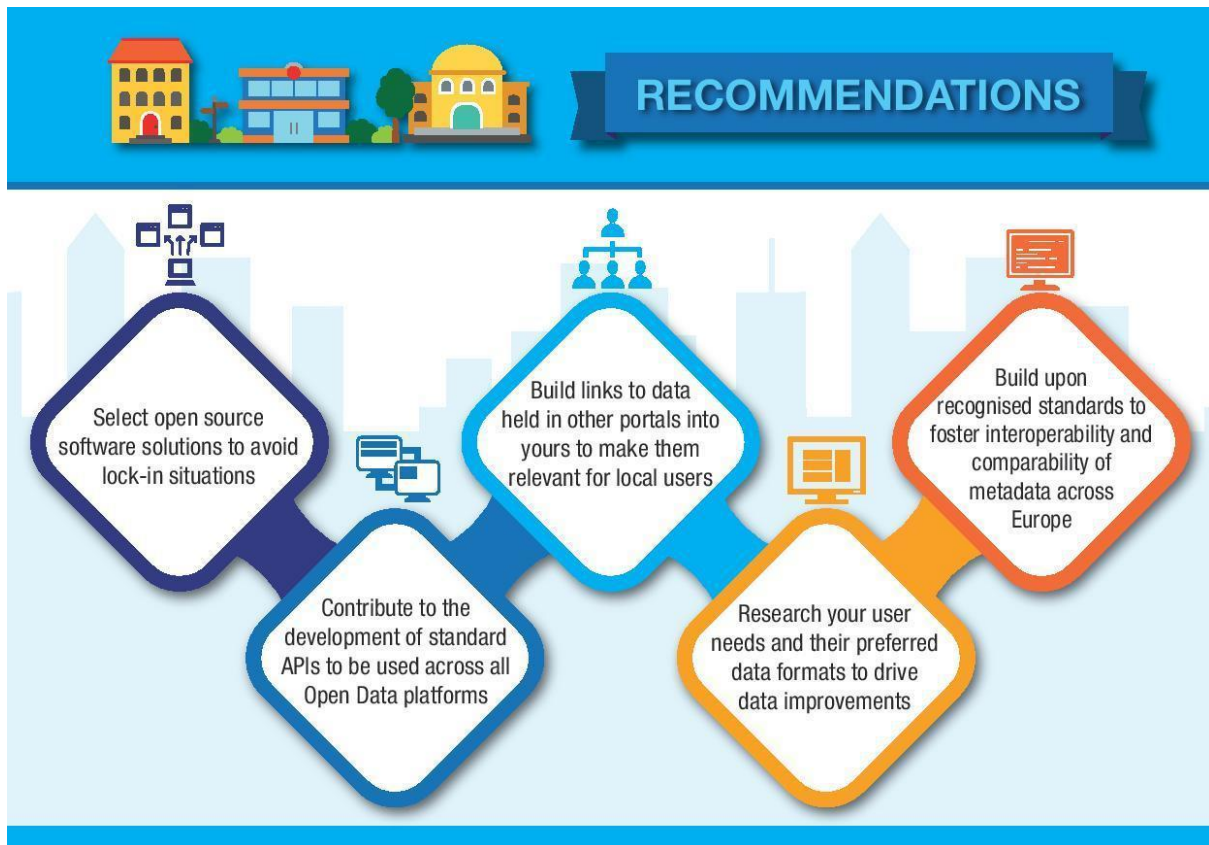 RECOMMENDATIONS
Select open source
software solutions to avoid
lock-in situations
Contribute to the
development of standard
APIs to be used across all
Open Data platforms
Build links to data
held in other portals into
yours to make them
relevant for local users
Research your user
needs and their preferred
data formats to drive
data improvements
Build upon
recognised standards to
foster interoperability and
comparability of
metadata across
Europe